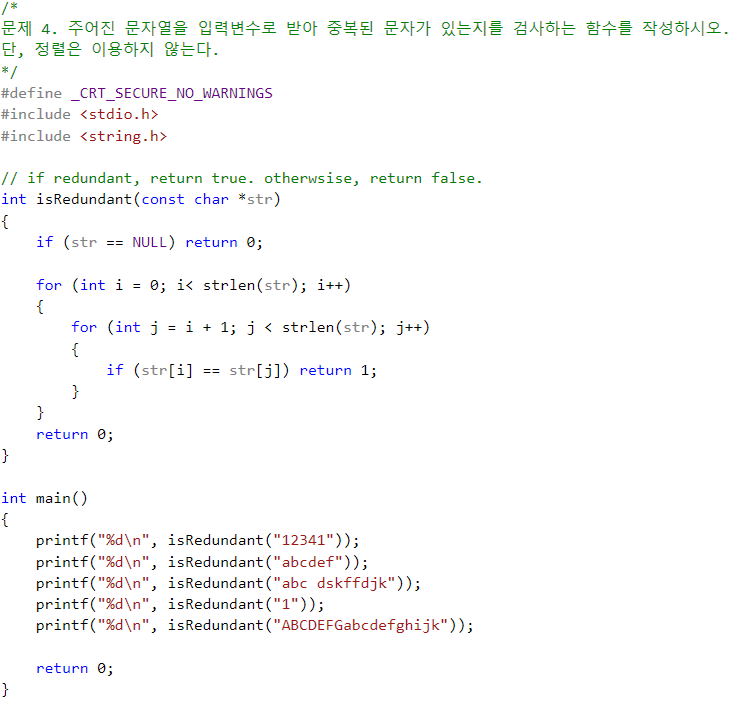 /*
문제 4. 주어진 문자열을 입력변수로 받아 중복된 문자가 있는지를 검사하는 함수를 작성하시오.
단, 정렬은 이용하지 않는다.
*/
#define _CRT_SECURE_NO_WARNINGS
#include <stdio.h>
#include <string.h>

// if redundant, return true. otherwsise, return false.
int isRedundant(const char *str)
{
    if (str == NULL) return 0;

    for (int i = 0; i< strlen(str); i++)
    {
        for (int j = i + 1; j < strlen(str); j++)
        {
            if (str[i] == str[j]) return 1;
        }
    }
    return 0;
}

int main()
{
    printf("%d\n", isRedundant("12341"));
    printf("%d\n", isRedundant("abcdef"));
    printf("%d\n", isRedundant("abc dskffdjk"));
    printf("%d\n", isRedundant("1"));
    printf("%d\n", isRedundant("ABCDEFGabcdefghijk"));

    return 0;
}